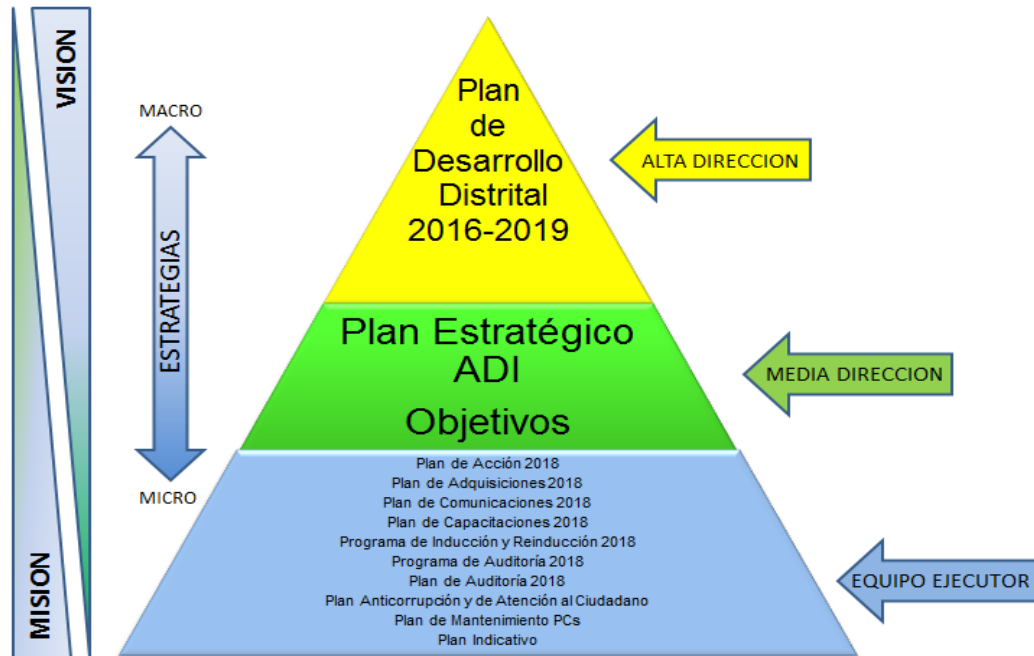 VISION
MISION
MACRO
ESTRATEGIAS
MICRO
Plan
de
Desarrollo
Distrital
2016-2019
ALTA DIRECCION
Plan Estratégico
ADI
Objetivos
MEDIA DIRECCION
Plan de Acción 2018
Plan de Adquisiciones 2018
Plan de Comunicaciones 2018
Plan de Capacitaciones 2018
Programa de Inducción y Reinducción 2018
Programa de Auditoría 2018
Plan de Auditoría 2018
Plan Anticorrupción y de Atención al Ciudadano
Plan de Mantenimiento PCs
Plan Indicativo
EQUIPO EJECUTOR